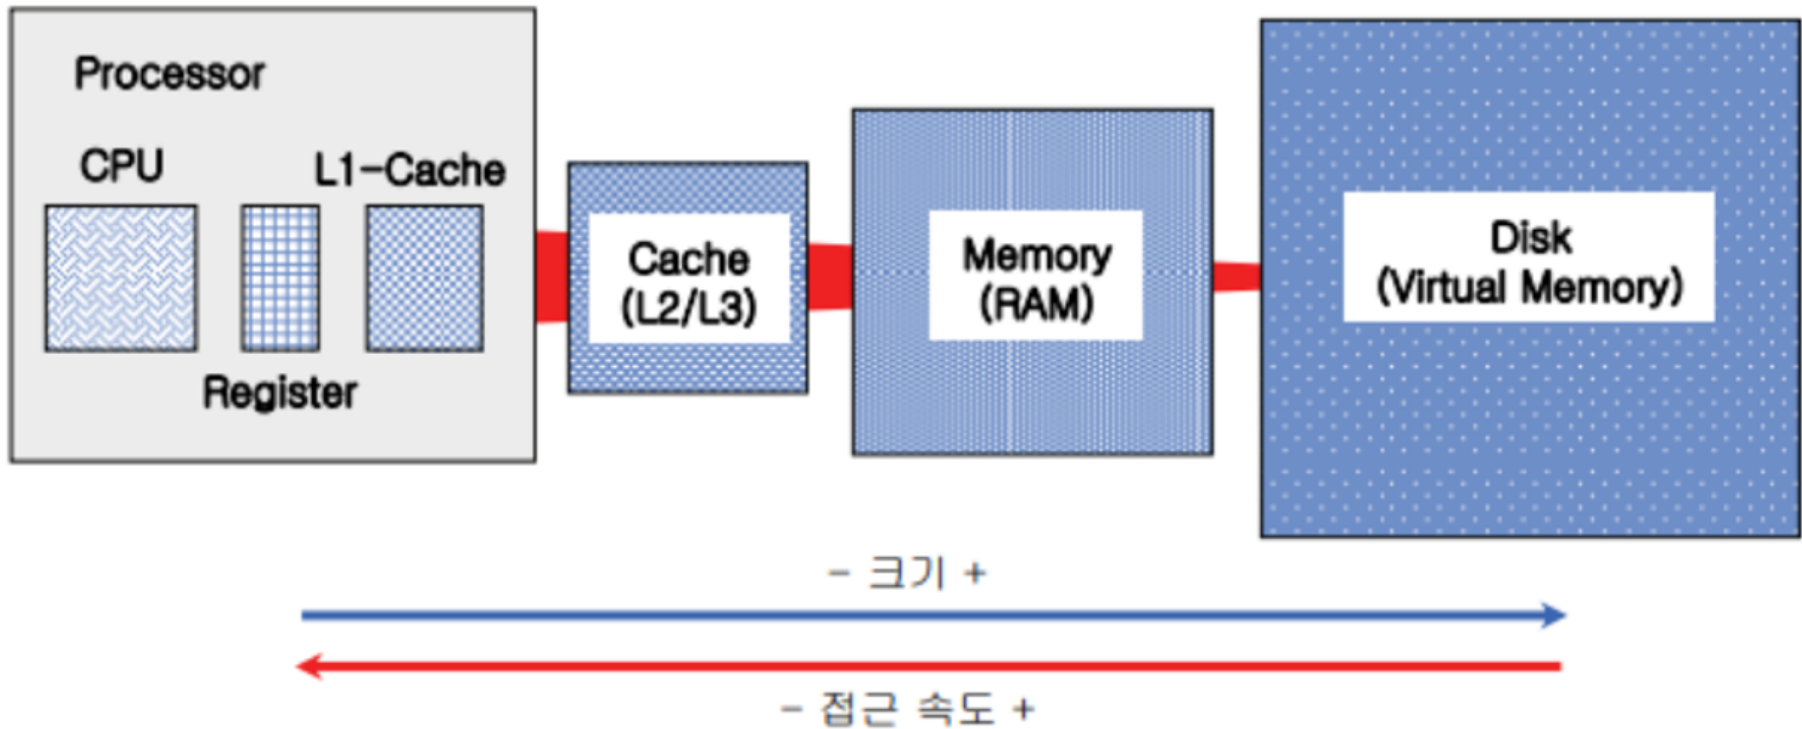 Processor
CPU
L1-Cache
Register
Cache
(L2/L3)
Memory
(RAM)
Disk
(Virtual Memory)
- 크기 +
- 접근 속도 +